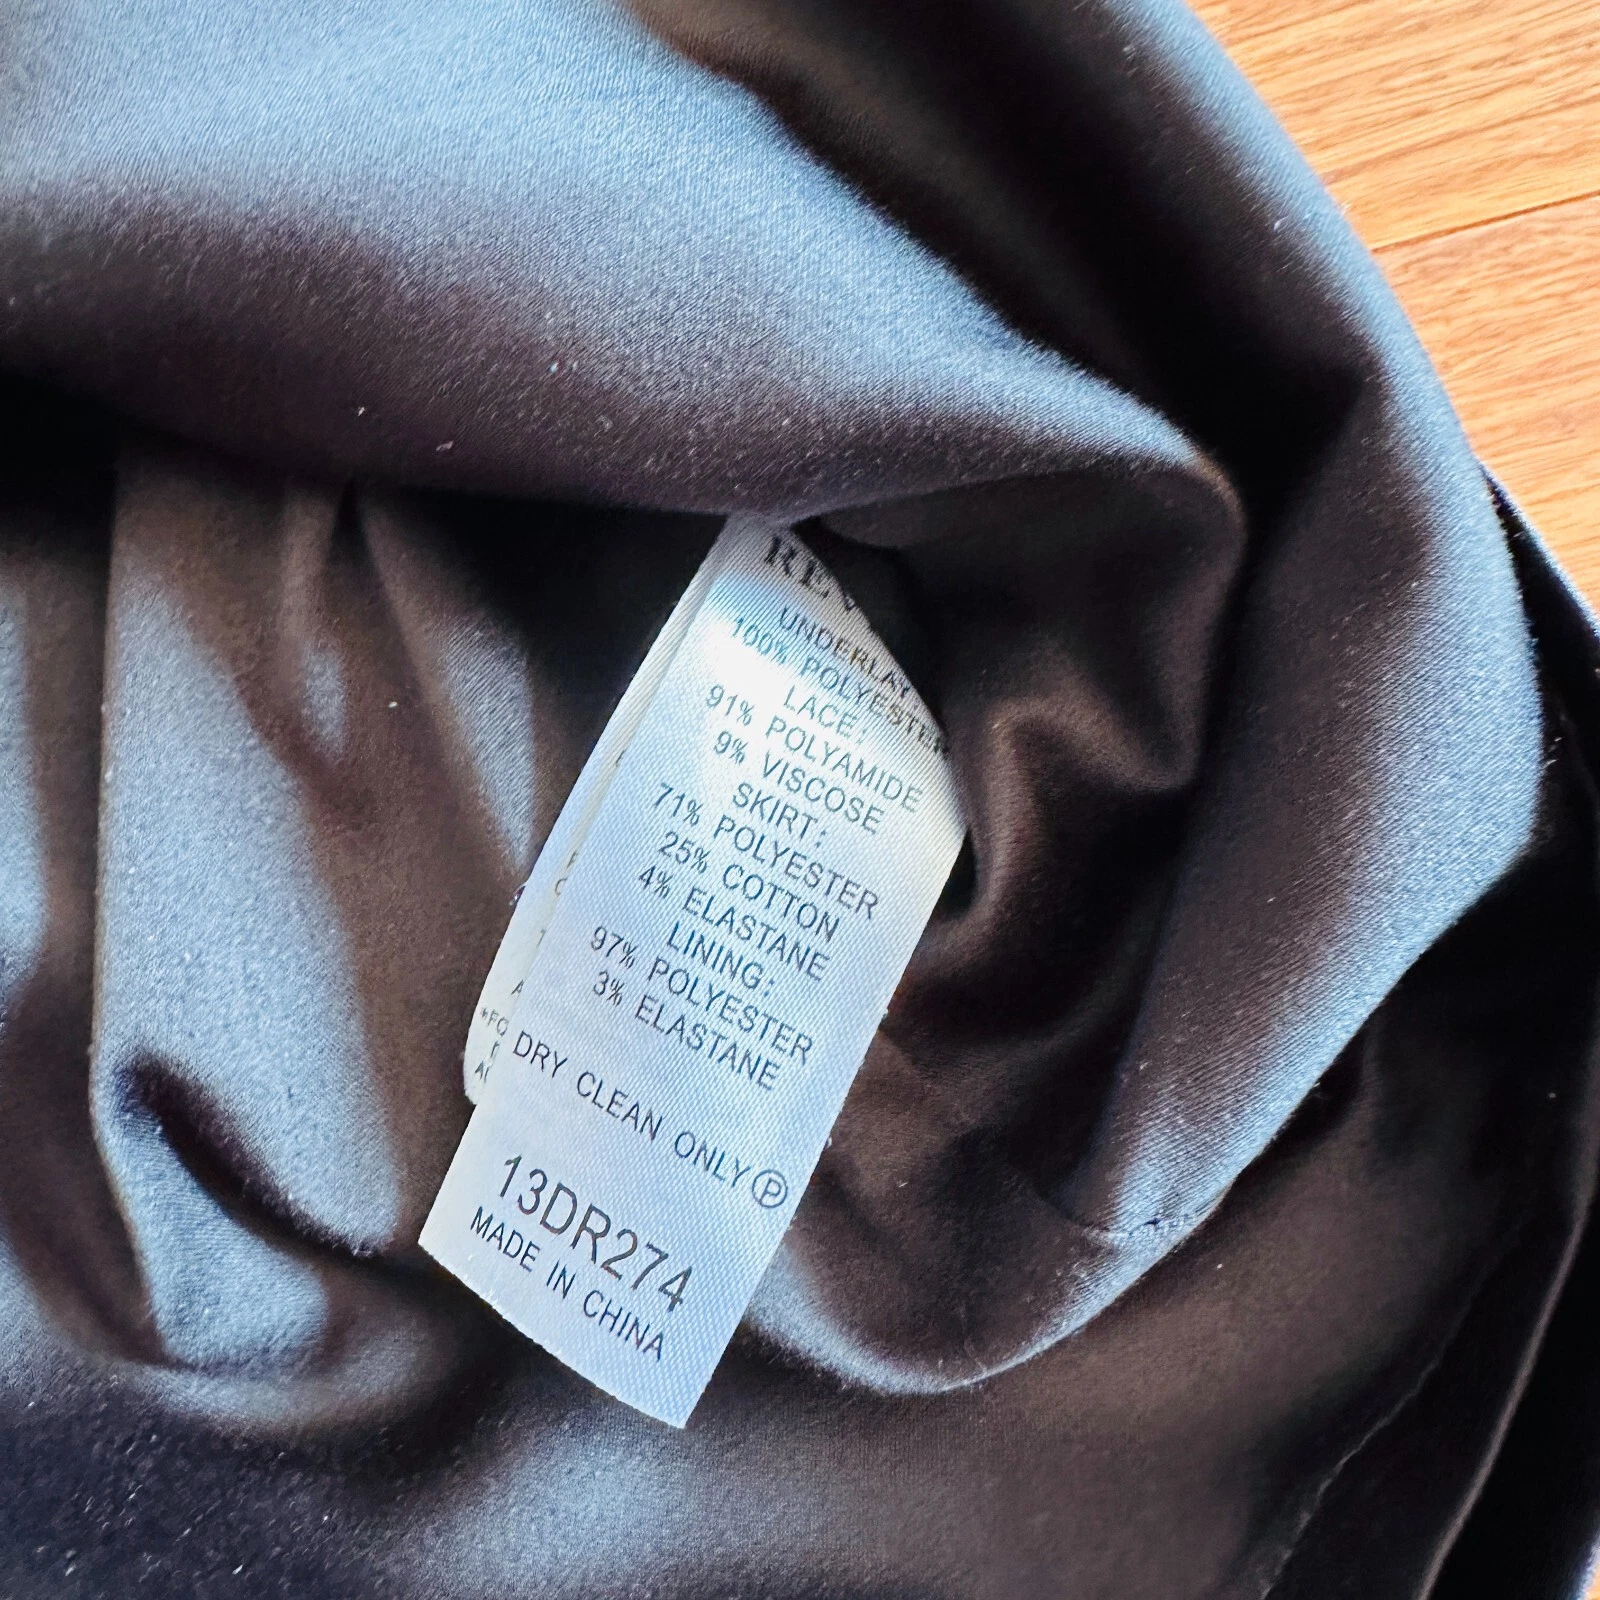 UNDERLAY
100% POLYESTER
LACE:
91% POLYAMIDE
9% VISCOSE
SKIRT:
71% POLYESTER
25% COTTON
4% ELASTANE
LINING:
97% POLYESTER
3% ELASTANE
DRY CLEAN ONLY Ⓟ
13DR274
MADE IN CHINA